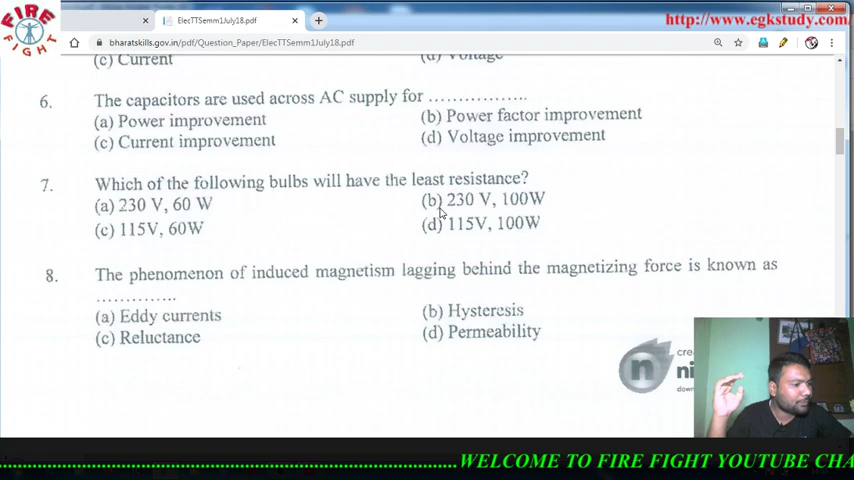 FIRE
FIGHT
ElecTTSemm1July18.pdf
http://www.egkstudy.com/
bharatskills.gov.in/pdf/Question_Paper/ElecTTSemm1July18.pdf
(c) Current
(d) Voltage
6. The capacitors are used across AC supply for ……………..
(a) Power improvement (b) Power factor improvement
(c) Current improvement (d) Voltage improvement
7. Which of the following bulbs will have the least resistance?
(a) 230 V, 60 W (b) 230 V, 100W
(c) 115V, 60W (d) 115V, 100W
8. The phenomenon of induced magnetism lagging behind the magnetizing force is known as
…………..
(a) Eddy currents (b) Hysteresis
(c) Reluctance (d) Permeability
n
WELCOME TO FIRE FIGHT YOUTUBE CHA